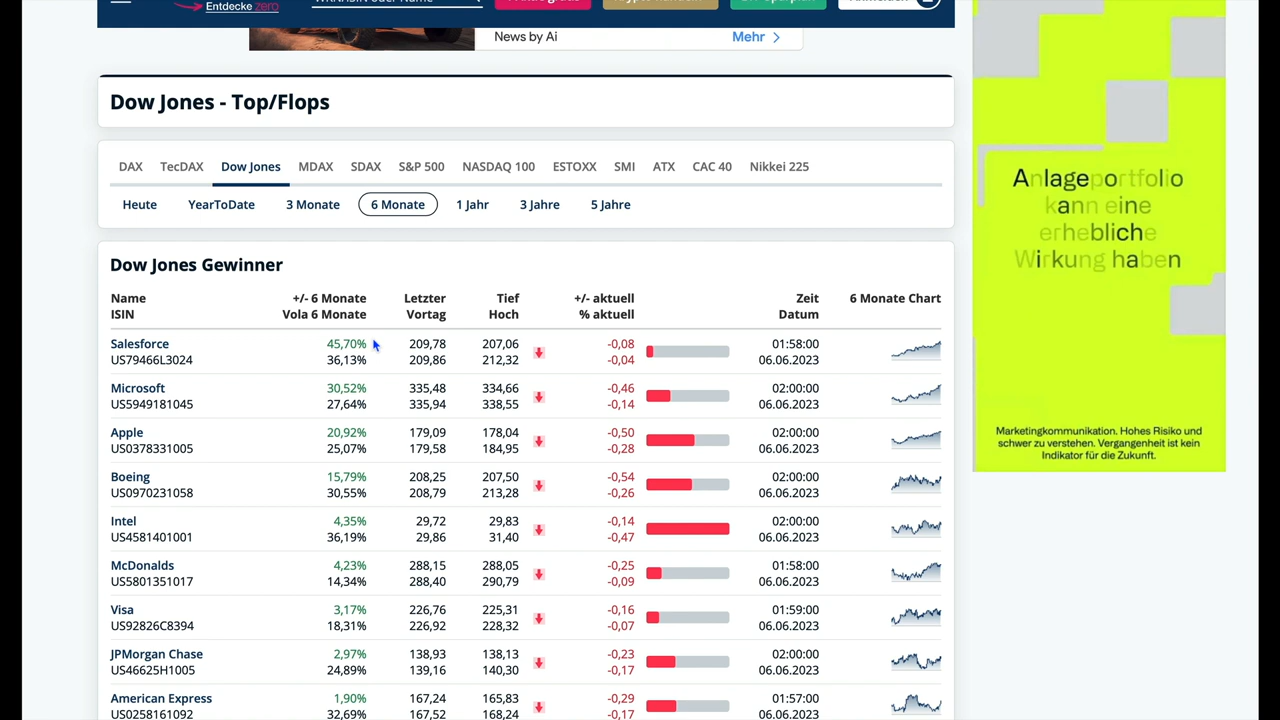 Entdecke zero
News by Ai
Mehr
Dow Jones - Top/Flops
DAX TecDAX Dow Jones MDAX SDAX S&P 500 NASDAQ 100 ESTOXX SMI ATX CAC 40 Nikkei 225
Heute YearToDate 3 Monate 6 Monate 1 Jahr 3 Jahre 5 Jahre
Dow Jones Gewinner
Name +/- 6 Monate Letzter Tief +/- aktuell Zeit 6 Monate Chart
ISIN Vola 6 Monate Vortag Hoch % aktuell Datum
Salesforce 45,70% 209,78 207,06 -0,08 01:58:00
US79466L3024 36,13% 209,86 212,32 -0,04 06.06.2023
Microsoft 30,52% 335,48 334,66 -0,46 02:00:00
US5949181045 27,64% 335,94 338,55 -0,14 06.06.2023
Apple 20,92% 179,09 178,04 -0,50 02:00:00
US0378331005 25,07% 179,58 184,95 -0,28 06.06.2023
Boeing 15,79% 208,25 207,50 -0,54 02:00:00
US0970231058 30,55% 208,79 213,28 -0,26 06.06.2023
Intel 4,35% 29,72 29,83 -0,14 02:00:00
US4581401001 36,19% 29,86 31,40 -0,47 06.06.2023
McDonalds 4,23% 288,15 288,05 -0,25 01:58:00
US5801351017 14,34% 288,40 290,79 -0,09 06.06.2023
Visa 3,17% 226,76 225,31 -0,16 01:59:00
US92826C8394 18,31% 226,92 228,32 -0,07 06.06.2023
JPMorgan Chase 2,97% 138,93 138,13 -0,23 02:00:00
US46625H1005 24,89% 139,16 140,30 -0,17 06.06.2023
American Express 1,90% 167,24 165,83 -0,29 01:57:00
US0258161092 32,69% 167,52 168,24 -0,17 06.06.2023
Anlageportfolio
kann eine
erhebliche
Wirkung haben
Marketingkommunikation. Hohes Risiko und
schwer zu verstehen. Vergangenheit ist kein
Indikator für die Zukunft.